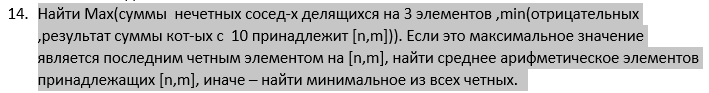 14. Найти Max(суммы нечетных сосед-х делящихся на 3 элементов ,min(отрицательных
,результат суммы кот-ых с 10 принадлежит [n,m])). Если это максимальное значение
является последним четным элементом на [n,m], найти среднее арифметическое элементов
принадлежащих [n,m], иначе – найти минимальное из всех четных.